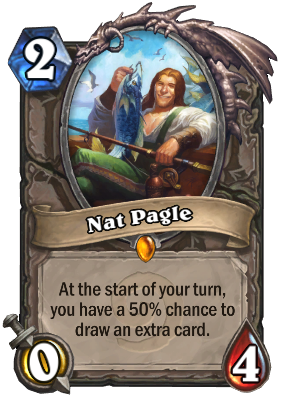 2
Nat Pagle
At the start of your turn,
you have a 50% chance to
draw an extra card.
0
4